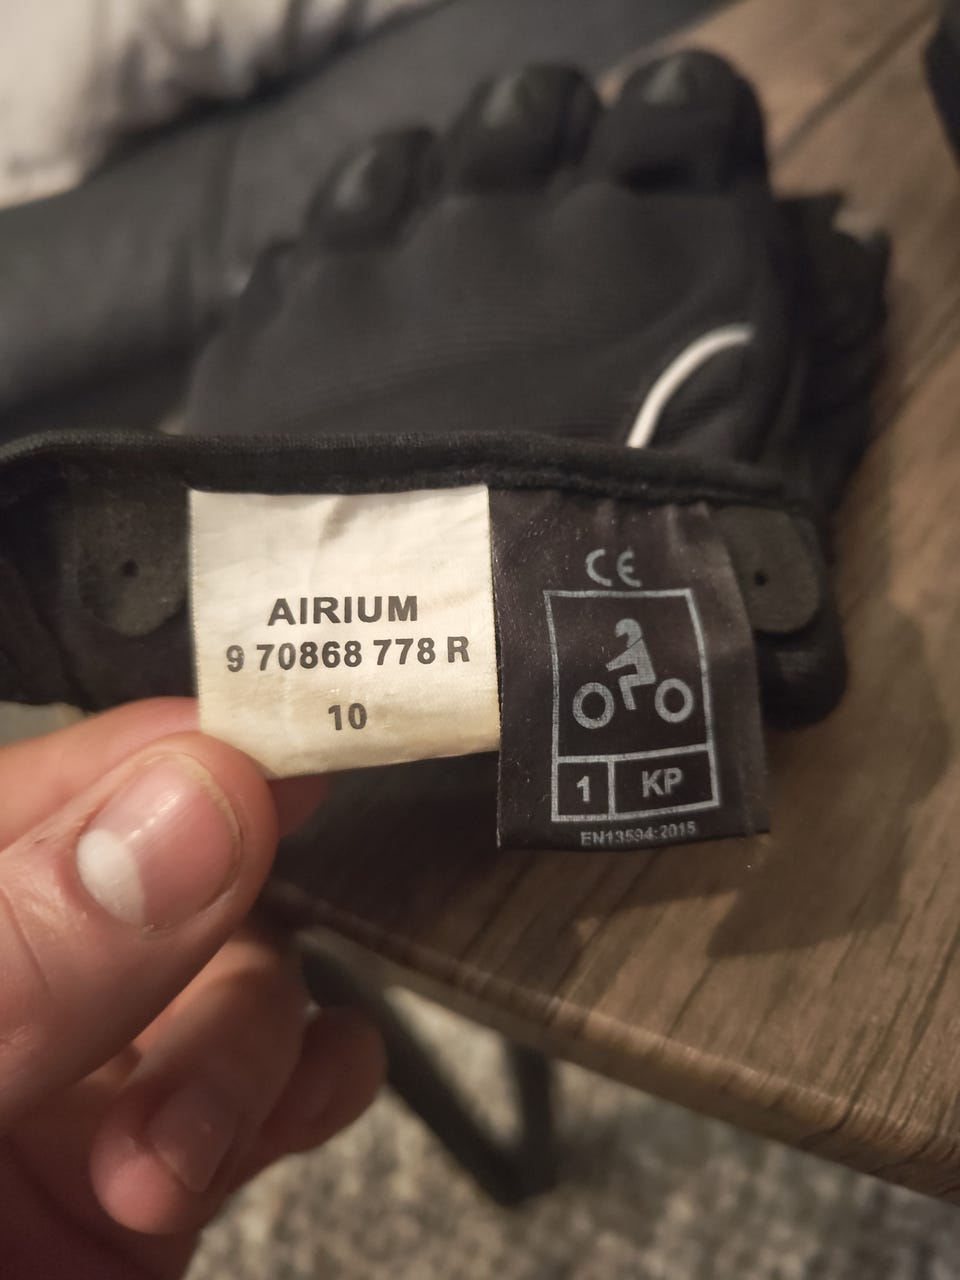 AIRIUM
9 70868 778 R
10
CE
1 KP
EN13594:2015